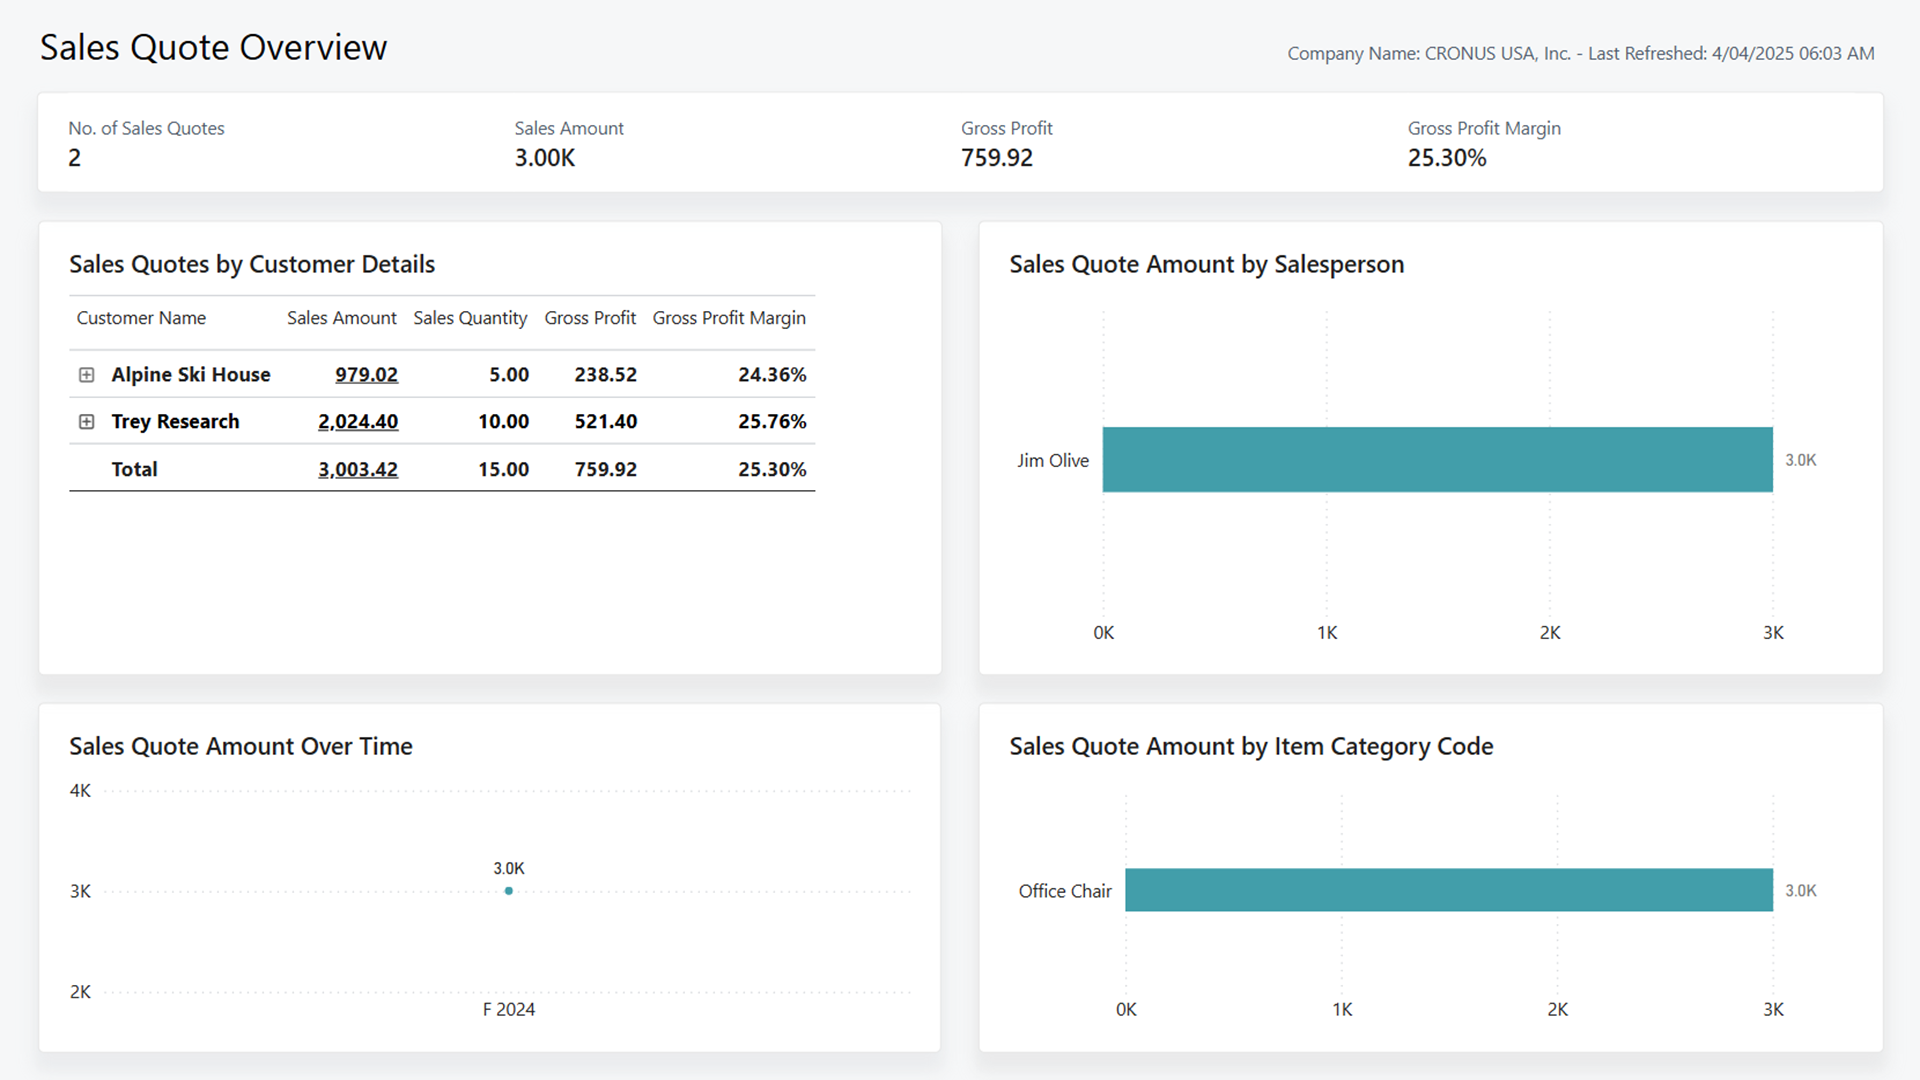 Sales Quote Overview
Company Name: CRONUS USA, Inc. - Last Refreshed: 4/04/2025 06:03 AM
No. of Sales Quotes
2
Sales Amount
3.00K
Gross Profit
759.92
Gross Profit Margin
25.30%
Sales Quotes by Customer Details
Customer Name Sales Amount Sales Quantity Gross Profit Gross Profit Margin
Alpine Ski House 979.02 5.00 238.52 24.36%
Trey Research 2,024.40 10.00 521.40 25.76%
Total 3,003.42 15.00 759.92 25.30%
Sales Quote Amount by Salesperson
Jim Olive 3.0K
0K 1K 2K 3K
Sales Quote Amount Over Time
4K
3.0K
3K
2K
F 2024
Sales Quote Amount by Item Category Code
Office Chair 3.0K
0K 1K 2K 3K